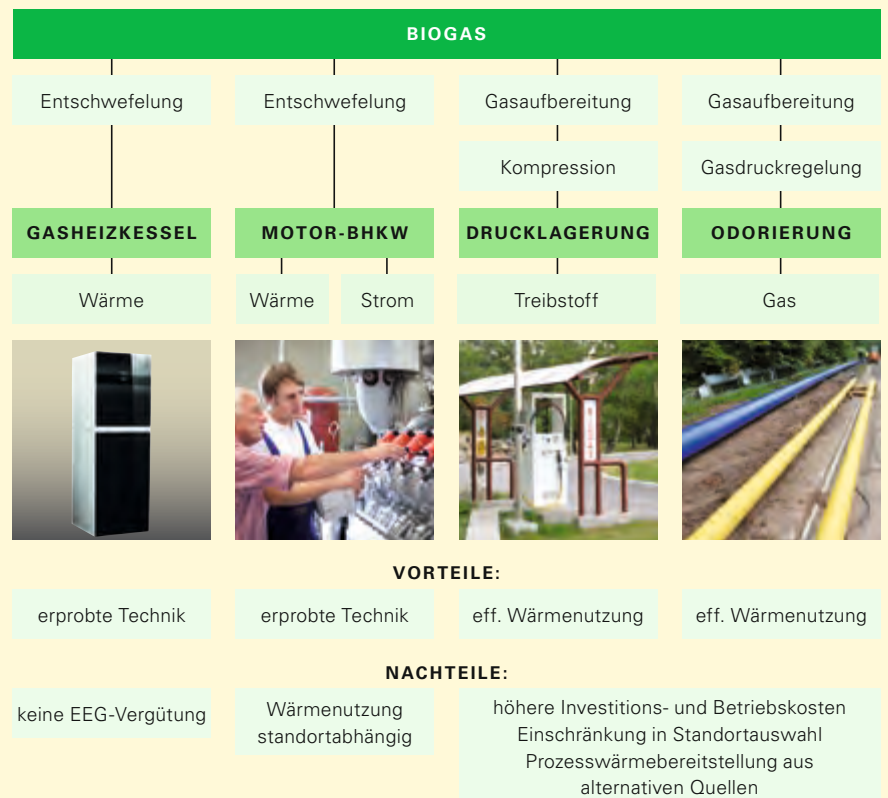 BIOGAS
Entschwefelung
Entschwefelung
Gasaufbereitung
Gasaufbereitung
Kompression
Gasdruckregelung
GASHEIZKESSEL
MOTOR-BHKW
DRUCKLAGERUNG
ODORIERUNG
Wärme
Wärme
Strom
Treibstoff
Gas
VORTEILE:
erprobte Technik
erprobte Technik
eff. Wärmenutzung
eff. Wärmenutzung
NACHTEILE:
keine EEG-Vergütung
Wärmenutzung
standortabhängig
höhere Investitions- und Betriebskosten
Einschränkung in Standortauswahl
Prozesswärmebereitstellung aus
alternativen Quellen